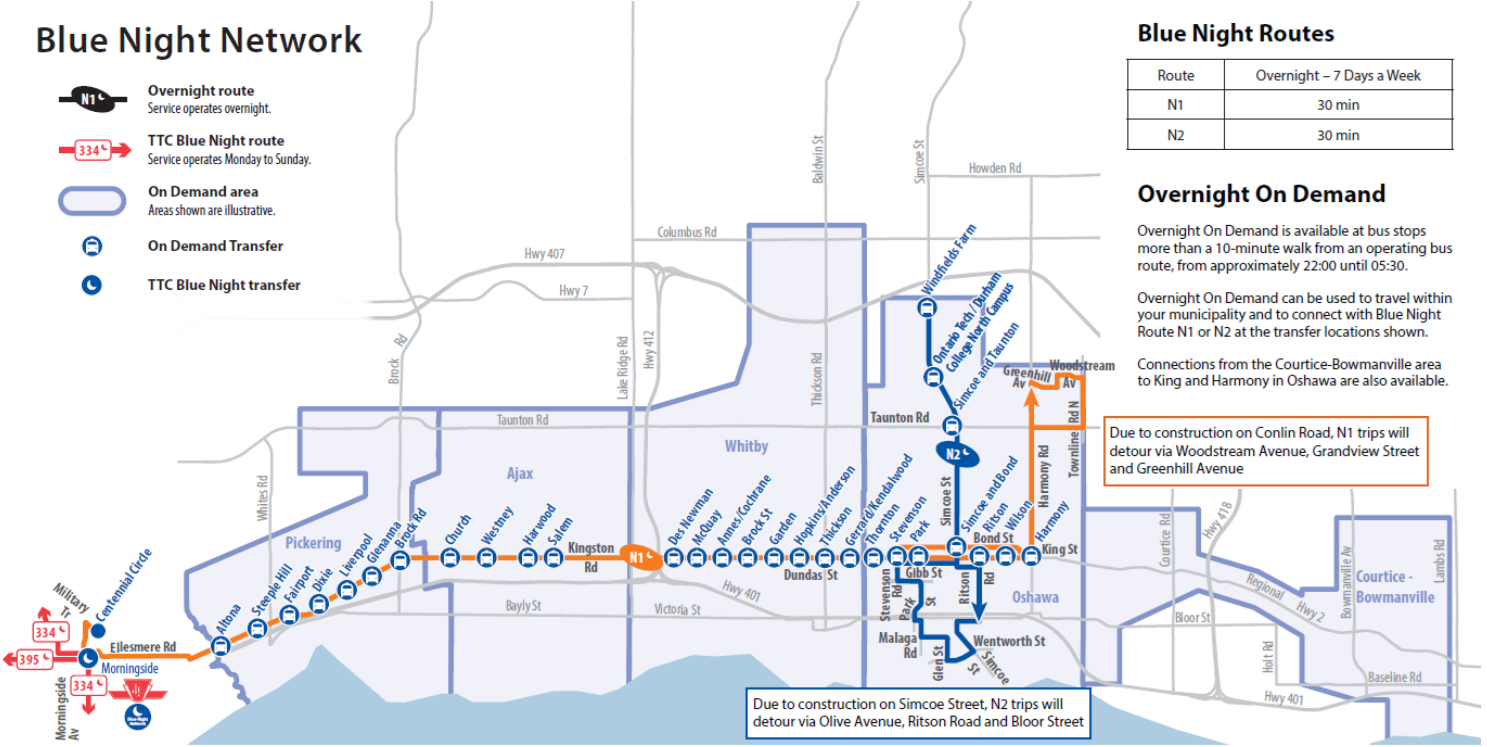 Blue Night Network
N1
Overnight route
Service operates overnight.
334
TTC Blue Night route
Service operates Monday to Sunday.
On Demand area
Areas shown are illustrative.
On Demand Transfer
TTC Blue Night transfer
Blue Night Routes
Route
Overnight – 7 Days a Week
N1
30 min
N2
30 min
Overnight On Demand
Overnight On Demand is available at bus stops
more than a 10-minute walk from an operating bus
route, from approximately 22:00 until 05:30.
Overnight On Demand can be used to travel within
your municipality and to connect with Blue Night
Route N1 or N2 at the transfer locations shown.
Connections from the Courtice-Bowmanville area
to King and Harmony in Oshawa are also available.
Due to construction on Conlin Road, N1 trips will
detour via Woodstream Avenue, Grandview Street
and Greenhill Avenue
Due to construction on Simcoe Street, N2 trips will
detour via Olive Avenue, Ritson Road and Bloor Street
Baldwin St
Simcoe St
Howden Rd
Columbus Rd
Hwy 407
Hwy 7
Brock
Rd
Lake Ridge Rd
Hwy 412
Thickson Rd
Windfields Farm
Ontario Tech / Durham
College North Campus
Simcoe and Taunton
Greenhill
Av
Woodstream
Av
Taunton Rd
Taunton Rd
Townline Rd N
Harmony Rd
Whites Rd
Pickering
Ajax
Whitby
Oshawa
Courtice -
Bowmanville
N2
Simcoe St
Altona
Steeple Hill
Fairport
Dixie
Liverpool
Glenanna
Brock Rd
Church
Westney
Harwood
Salem
Kingston
Rd
N1
Des Newman
McQuay
Annes/Cochrane
Brock St
Garden
Hopkins/Anderson
Thickson
Gerrard/Kendalwood
Thornton
Stevenson
Park
Simcoe and Bond
Ritson
Wilson
Harmony
Bond St
King St
Dundas St
Gibb St
Stevenson
Rd
Park
St
Ritson
Rd
Malaga
Rd
Glen St
Wentworth St
Simcoe
St
Bayly St
Victoria St
Hwy 401
Bloor St
Courtice Rd
Hwy 418
Regional
Hwy 2
Bowmanville Av
Lambs Rd
Holt Rd
Baseline Rd
Hwy 401
Military
Tr
Centennial Circle
334
395
334
Ellesmere Rd
Morningside
Morningside
Av
Blue Night
Network